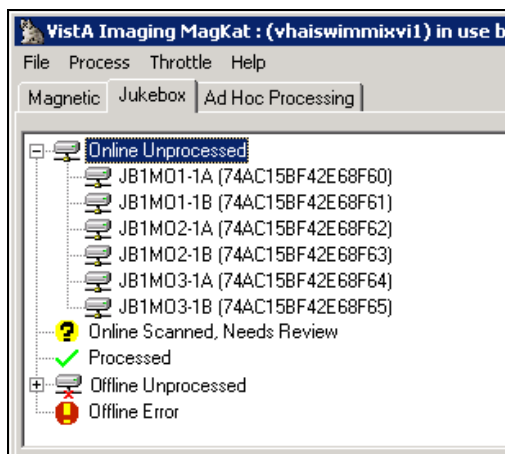 VistA Imaging MagKat : (vhaiswimmixvi1) in use b
File Process Throttle Help
Magnetic Jukebox Ad Hoc Processing
Online Unprocessed
JB1MO1-1A (74AC15BF42E68F60)
JB1MO1-1B (74AC15BF42E68F61)
JB1MO2-1A (74AC15BF42E68F62)
JB1MO2-1B (74AC15BF42E68F63)
JB1MO3-1A (74AC15BF42E68F64)
JB1MO3-1B (74AC15BF42E68F65)
Online Scanned, Needs Review
Processed
Offline Unprocessed
Offline Error